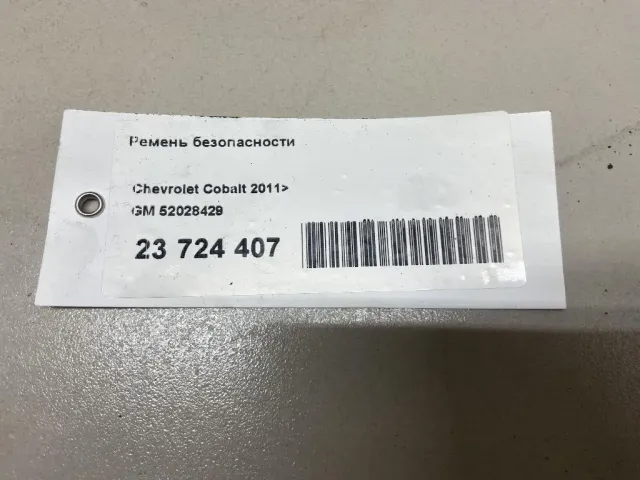 Ремень безопасности
Chevrolet Cobalt 2011>
GM 52028429
23 724 407